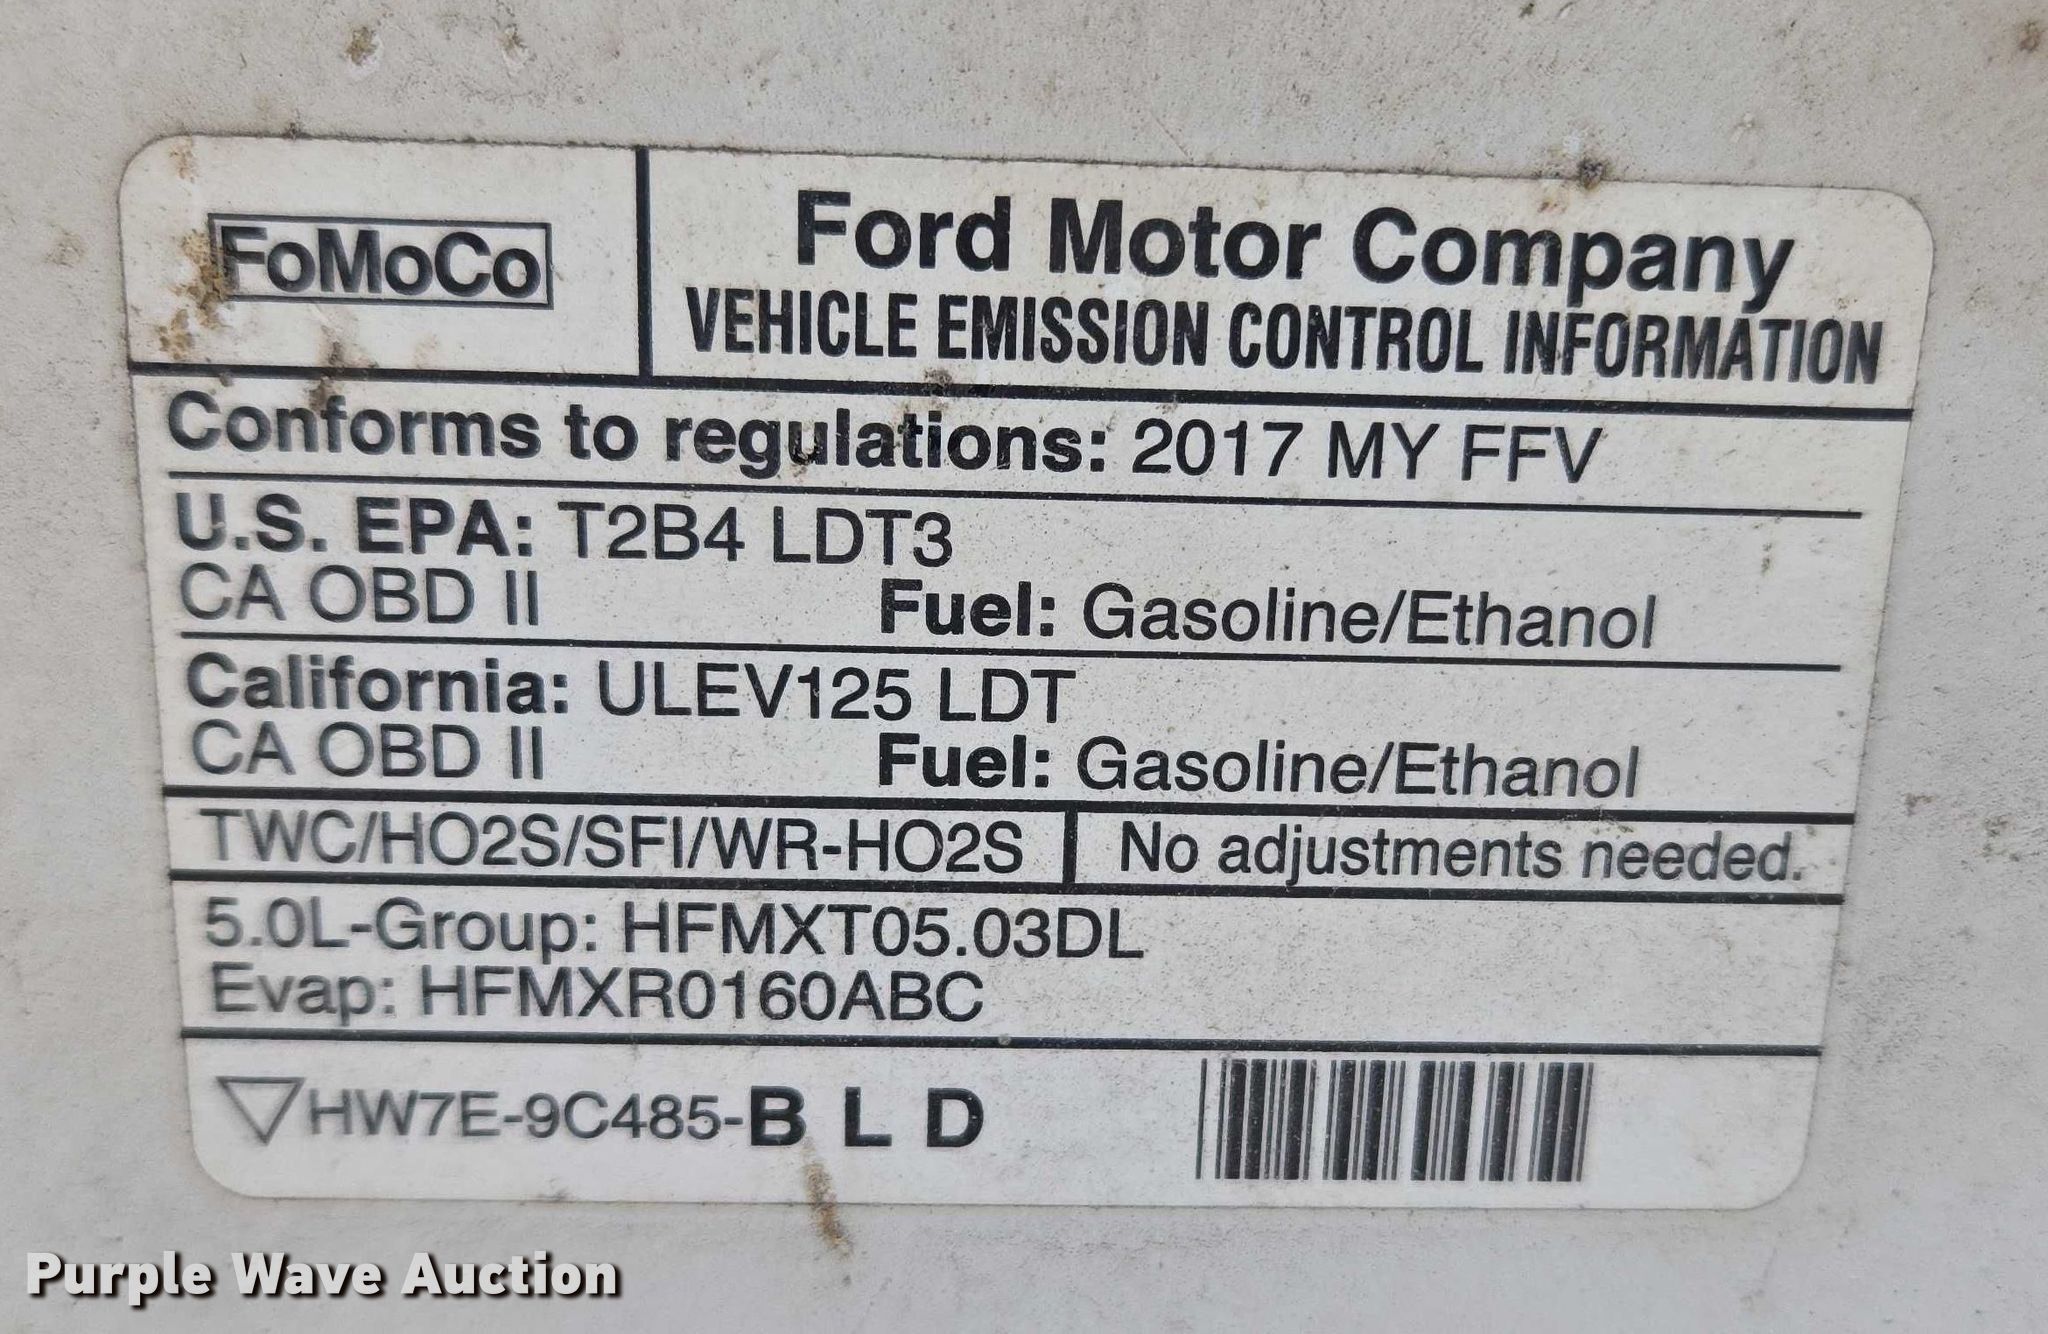 FoMoCo
Ford Motor Company
VEHICLE EMISSION CONTROL INFORMATION
Conforms to regulations: 2017 MY FFV
U.S. EPA: T2B4 LDT3
CA OBD II Fuel: Gasoline/Ethanol
California: ULEV125 LDT
CA OBD II Fuel: Gasoline/Ethanol
TWC/HO2S/SFI/WR-HO2S No adjustments needed.
5.0L-Group: HFMXT05.03DL
Evap: HFMXR0160ABC
HW7E-9C485-B L D
Purple Wave Auction